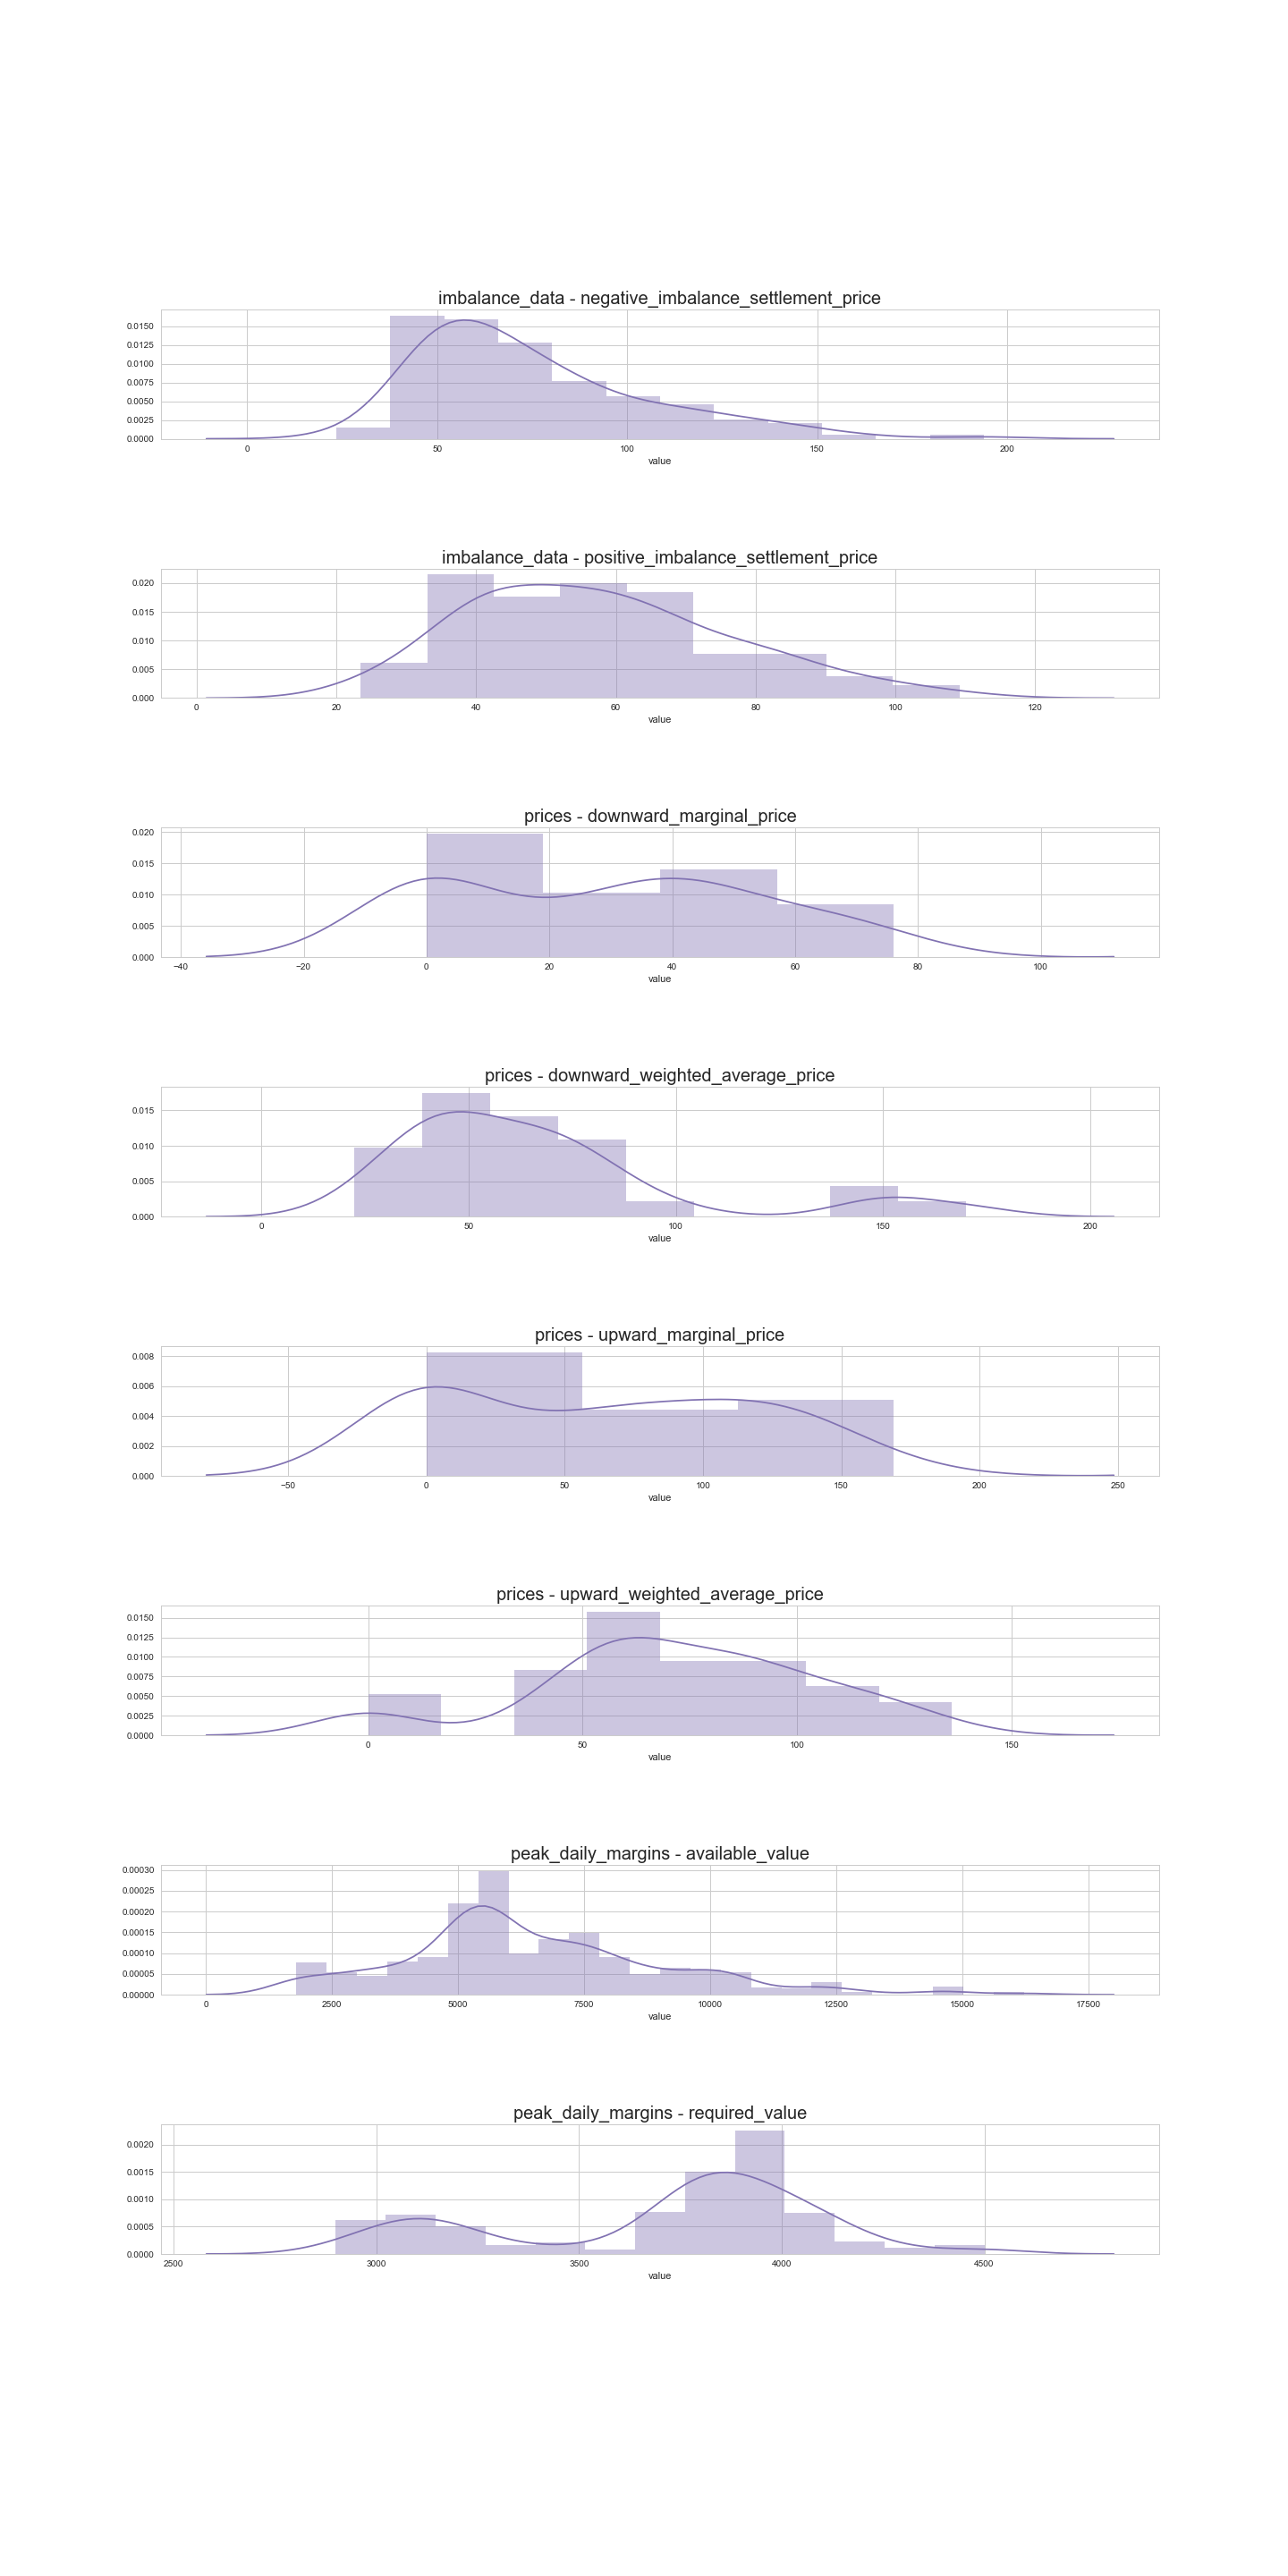 imbalance_data - negative_imbalance_settlement_price
0.0150
0.0125
0.0100
0.0075
0.0050
0.0025
0.0000
0 50 100 150 200
value
imbalance_data - positive_imbalance_settlement_price
0.020
0.015
0.010
0.005
0.000
0 20 40 60 80 100 120
value
prices - downward_marginal_price
0.020
0.015
0.010
0.005
0.000
−40 −20 0 20 40 60 80 100
value
prices - downward_weighted_average_price
0.015
0.010
0.005
0.000
0 50 100 150 200
value
prices - upward_marginal_price
0.008
0.006
0.004
0.002
0.000
−50 0 50 100 150 200 250
value
prices - upward_weighted_average_price
0.0150
0.0125
0.0100
0.0075
0.0050
0.0025
0.0000
0 50 100 150
value
peak_daily_margins - available_value
0.00030
0.00025
0.00020
0.00015
0.00010
0.00005
0.00000
0 2500 5000 7500 10000 12500 15000 17500
value
peak_daily_margins - required_value
0.0020
0.0015
0.0010
0.0005
0.0000
2500 3000 3500 4000 4500
value